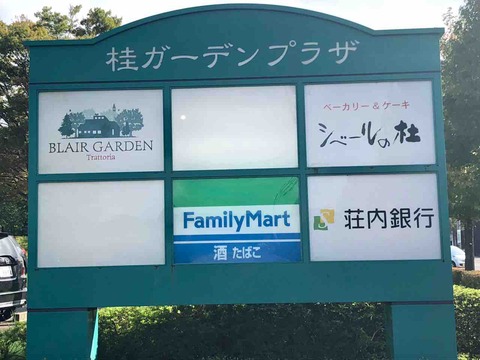 桂ガーデンプラザ
BLAIR GARDEN
Trattoria
ベーカリー & ケーキ
シベールの杜
FamilyMart
酒 たばこ
荘内銀行